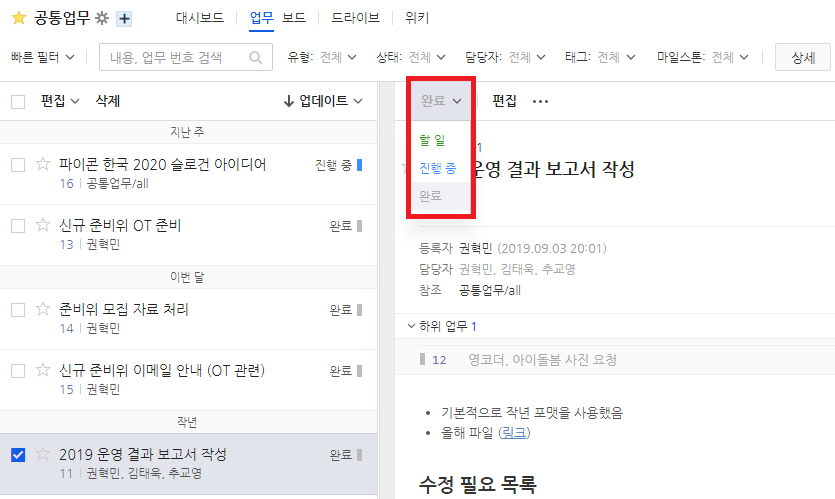 공통업무
대시보드 업무 보드 드라이브 위키
빠른 필터 내용, 업무 번호 검색 유형: 전체 상태: 전체 담당자: 전체 태그: 전체 마일스톤: 전체 상세
편집 삭제 업데이트
지난 주
파이콘 한국 2020 슬로건 아이디어 진행 중
16 공통업무/all
신규 준비위 OT 준비 완료
13 권혁민
이번 달
준비위 모집 자료 처리 완료
14 권혁민
신규 준비위 이메일 안내 (OT 관련) 완료
15 권혁민
작년
2019 운영 결과 보고서 작성 완료
11 권혁민, 김태욱, 추교영
완료 편집
할 일
진행 중
완료
1
운영 결과 보고서 작성
등록자 권혁민 (2019.09.03 20:01)
담당자 권혁민, 김태욱, 추교영
참조 공통업무/all
하위 업무 1
12 영코더, 아이돌봄 사진 요청
• 기본적으로 작년 포맷을 사용했음
• 올해 파일 (링크)
수정 필요 목록